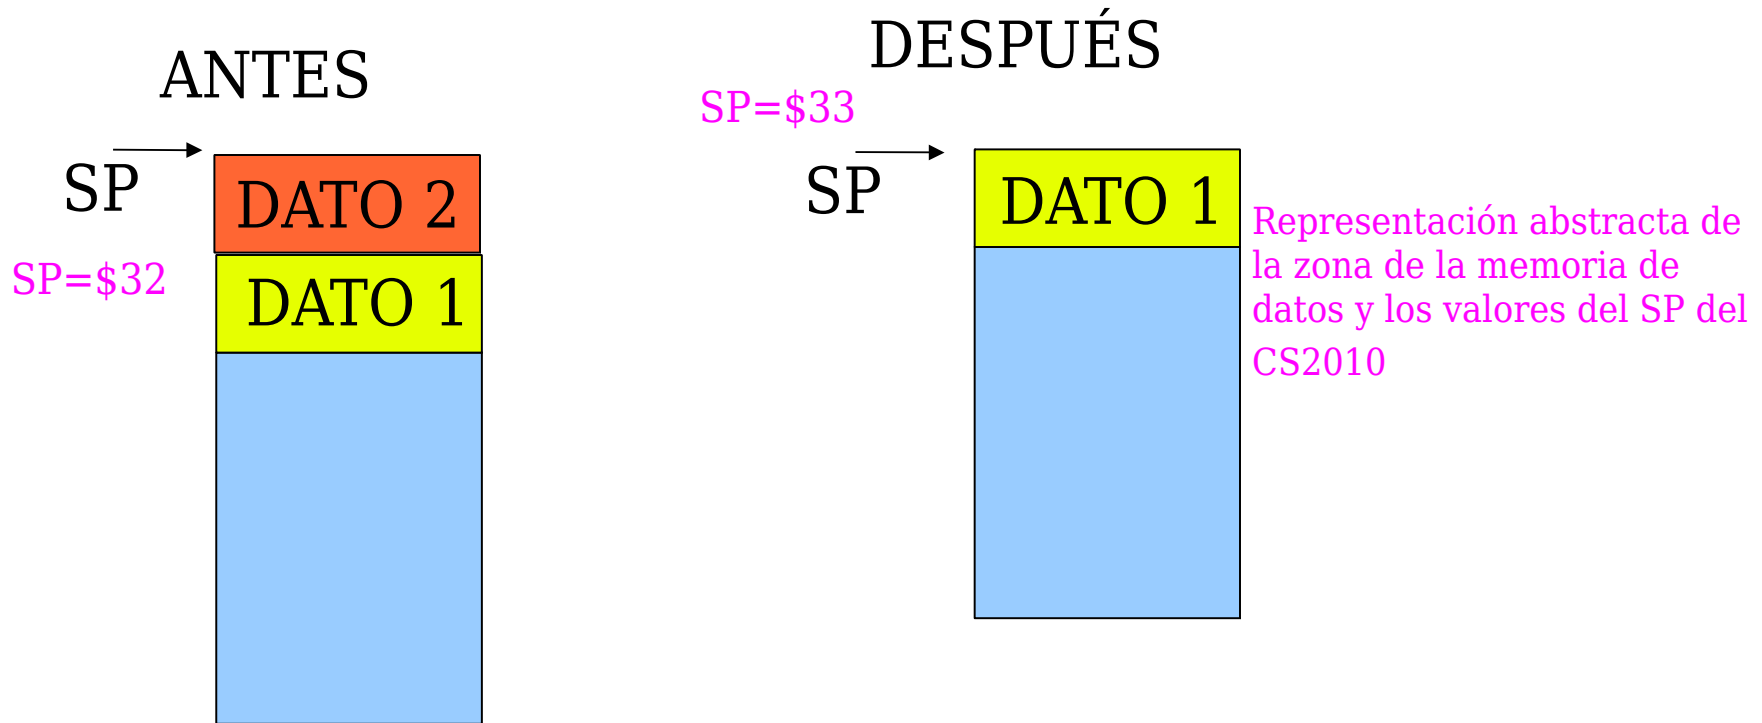 ANTES
SP
DATO 2
SP=$32
DATO 1
DESPUÉS
SP=$33
SP
DATO 1
Representación abstracta de
la zona de la memoria de
datos y los valores del SP del
CS2010